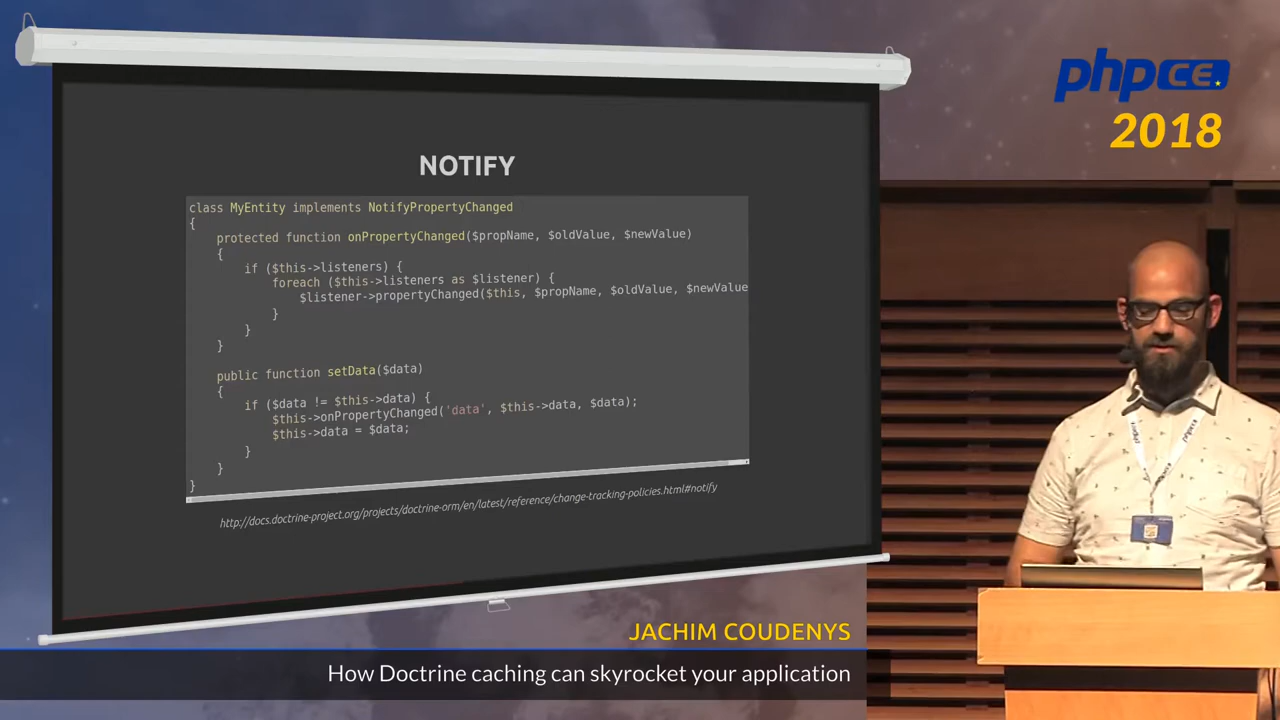 phpce
2018
NOTIFY
class MyEntity implements NotifyPropertyChanged
{
protected function onPropertyChanged($propName, $oldValue, $newValue)
{
if ($this->listeners) {
foreach ($this->listeners as $listener) {
$listener->propertyChanged($this, $propName, $oldValue, $newValue
}
}
}
public function setData($data)
{
if ($data != $this->data) {
$this->onPropertyChanged('data', $this->data, $data);
$this->data = $data;
}
}
}
http://docs.doctrine-project.org/projects/doctrine-orm/en/latest/reference/change-tracking-policies.html#notify
JACHIM COUDENYS
How Doctrine caching can skyrocket your application